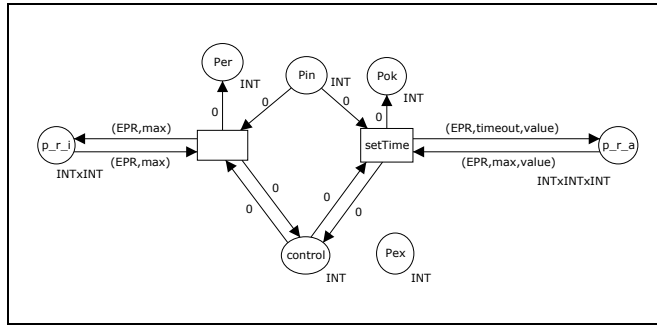 Per
INT
Pin
INT
Pok
INT
0
0
0
0
p_r_i
(EPR,max)
(EPR,max)
INTxINT
setTime
(EPR,timeout,value)
(EPR,max,value)
p_r_a
INTxINTxINT
0
0
0
0
control
INT
Pex
INT